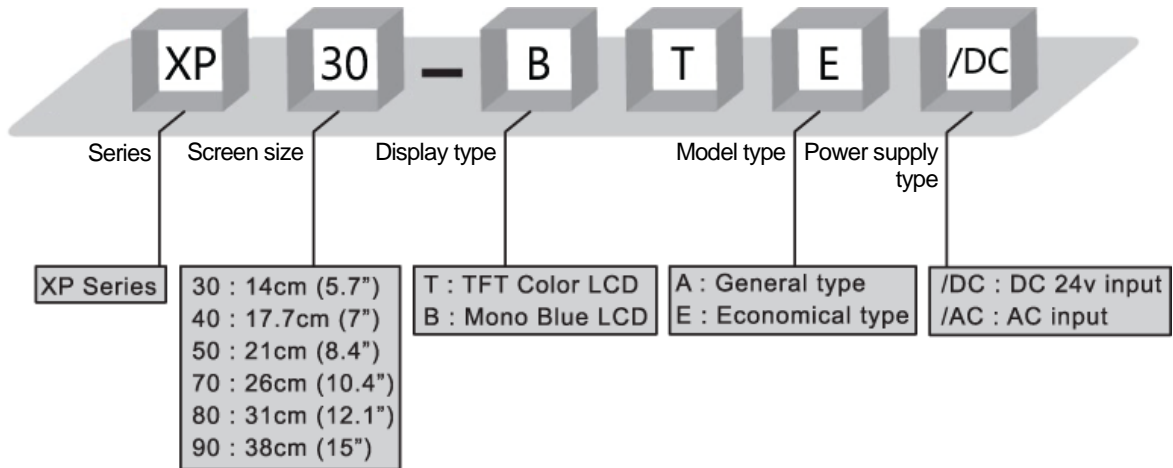 XP 30 – B T E /DC
Series
Screen size
Display type
Model type
Power supply
type
XP Series
30 : 14cm (5.7”)
40 : 17.7cm (7”)
50 : 21cm (8.4”)
70 : 26cm (10.4”)
80 : 31cm (12.1”)
90 : 38cm (15”)
T : TFT Color LCD
B : Mono Blue LCD
A : General type
E : Economical type
/DC : DC 24v input
/AC : AC input